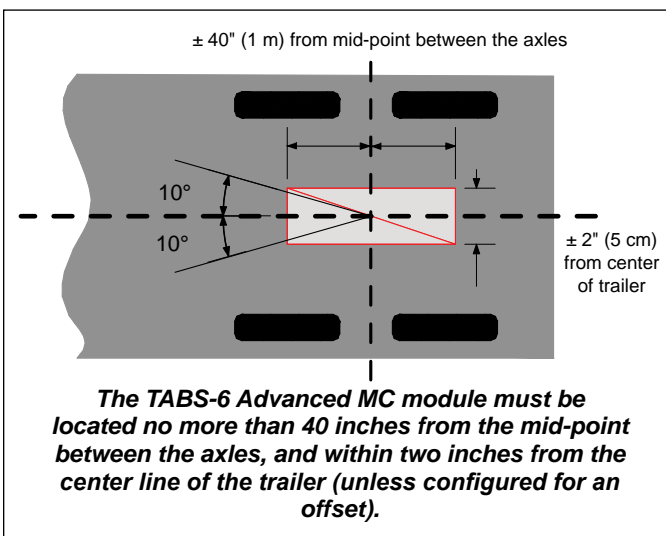 ± 40" (1 m) from mid-point between the axles
10°
10°
± 2" (5 cm)
from center
of trailer
The TABS-6 Advanced MC module must be
located no more than 40 inches from the mid-point
between the axles, and within two inches from the
center line of the trailer (unless configured for an
offset).